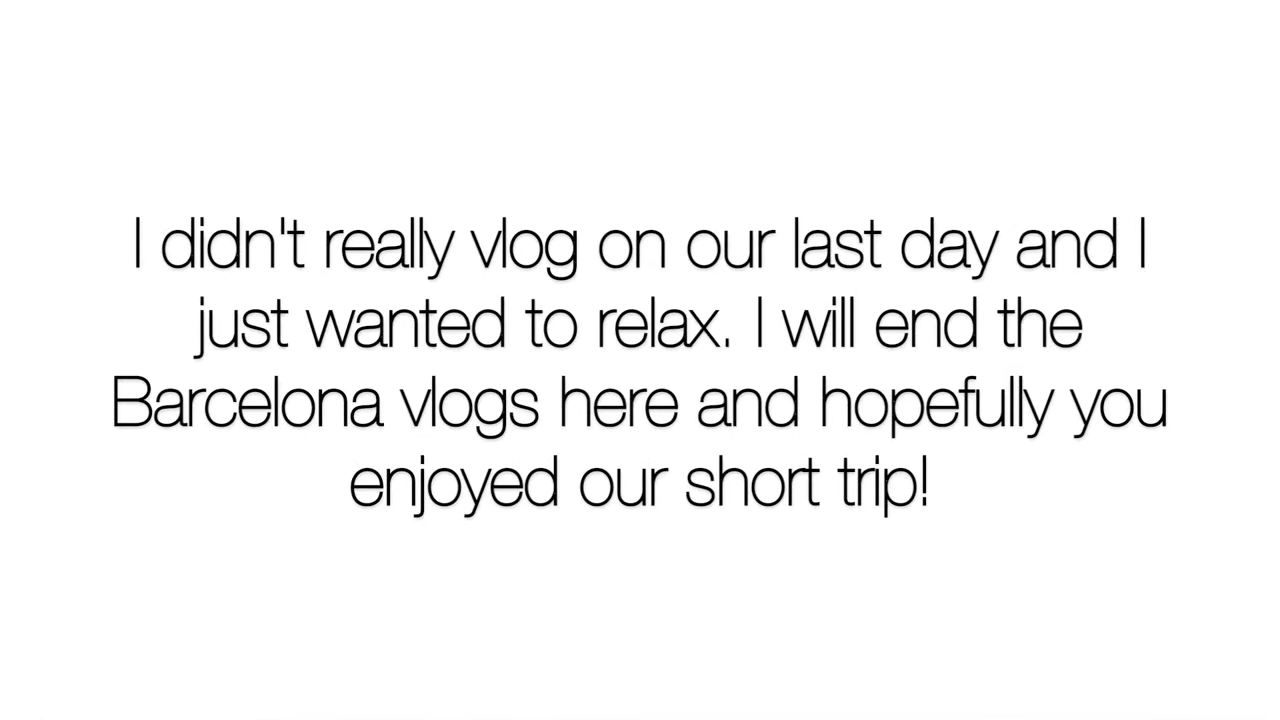 I didn't really vlog on our last day and I
just wanted to relax. I will end the
Barcelona vlogs here and hopefully you
enjoyed our short trip!